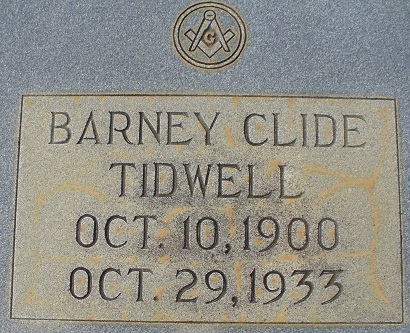 G
BARNEY CLIDE
TIDWELL
OCT. 10, 1900
OCT. 29, 1933